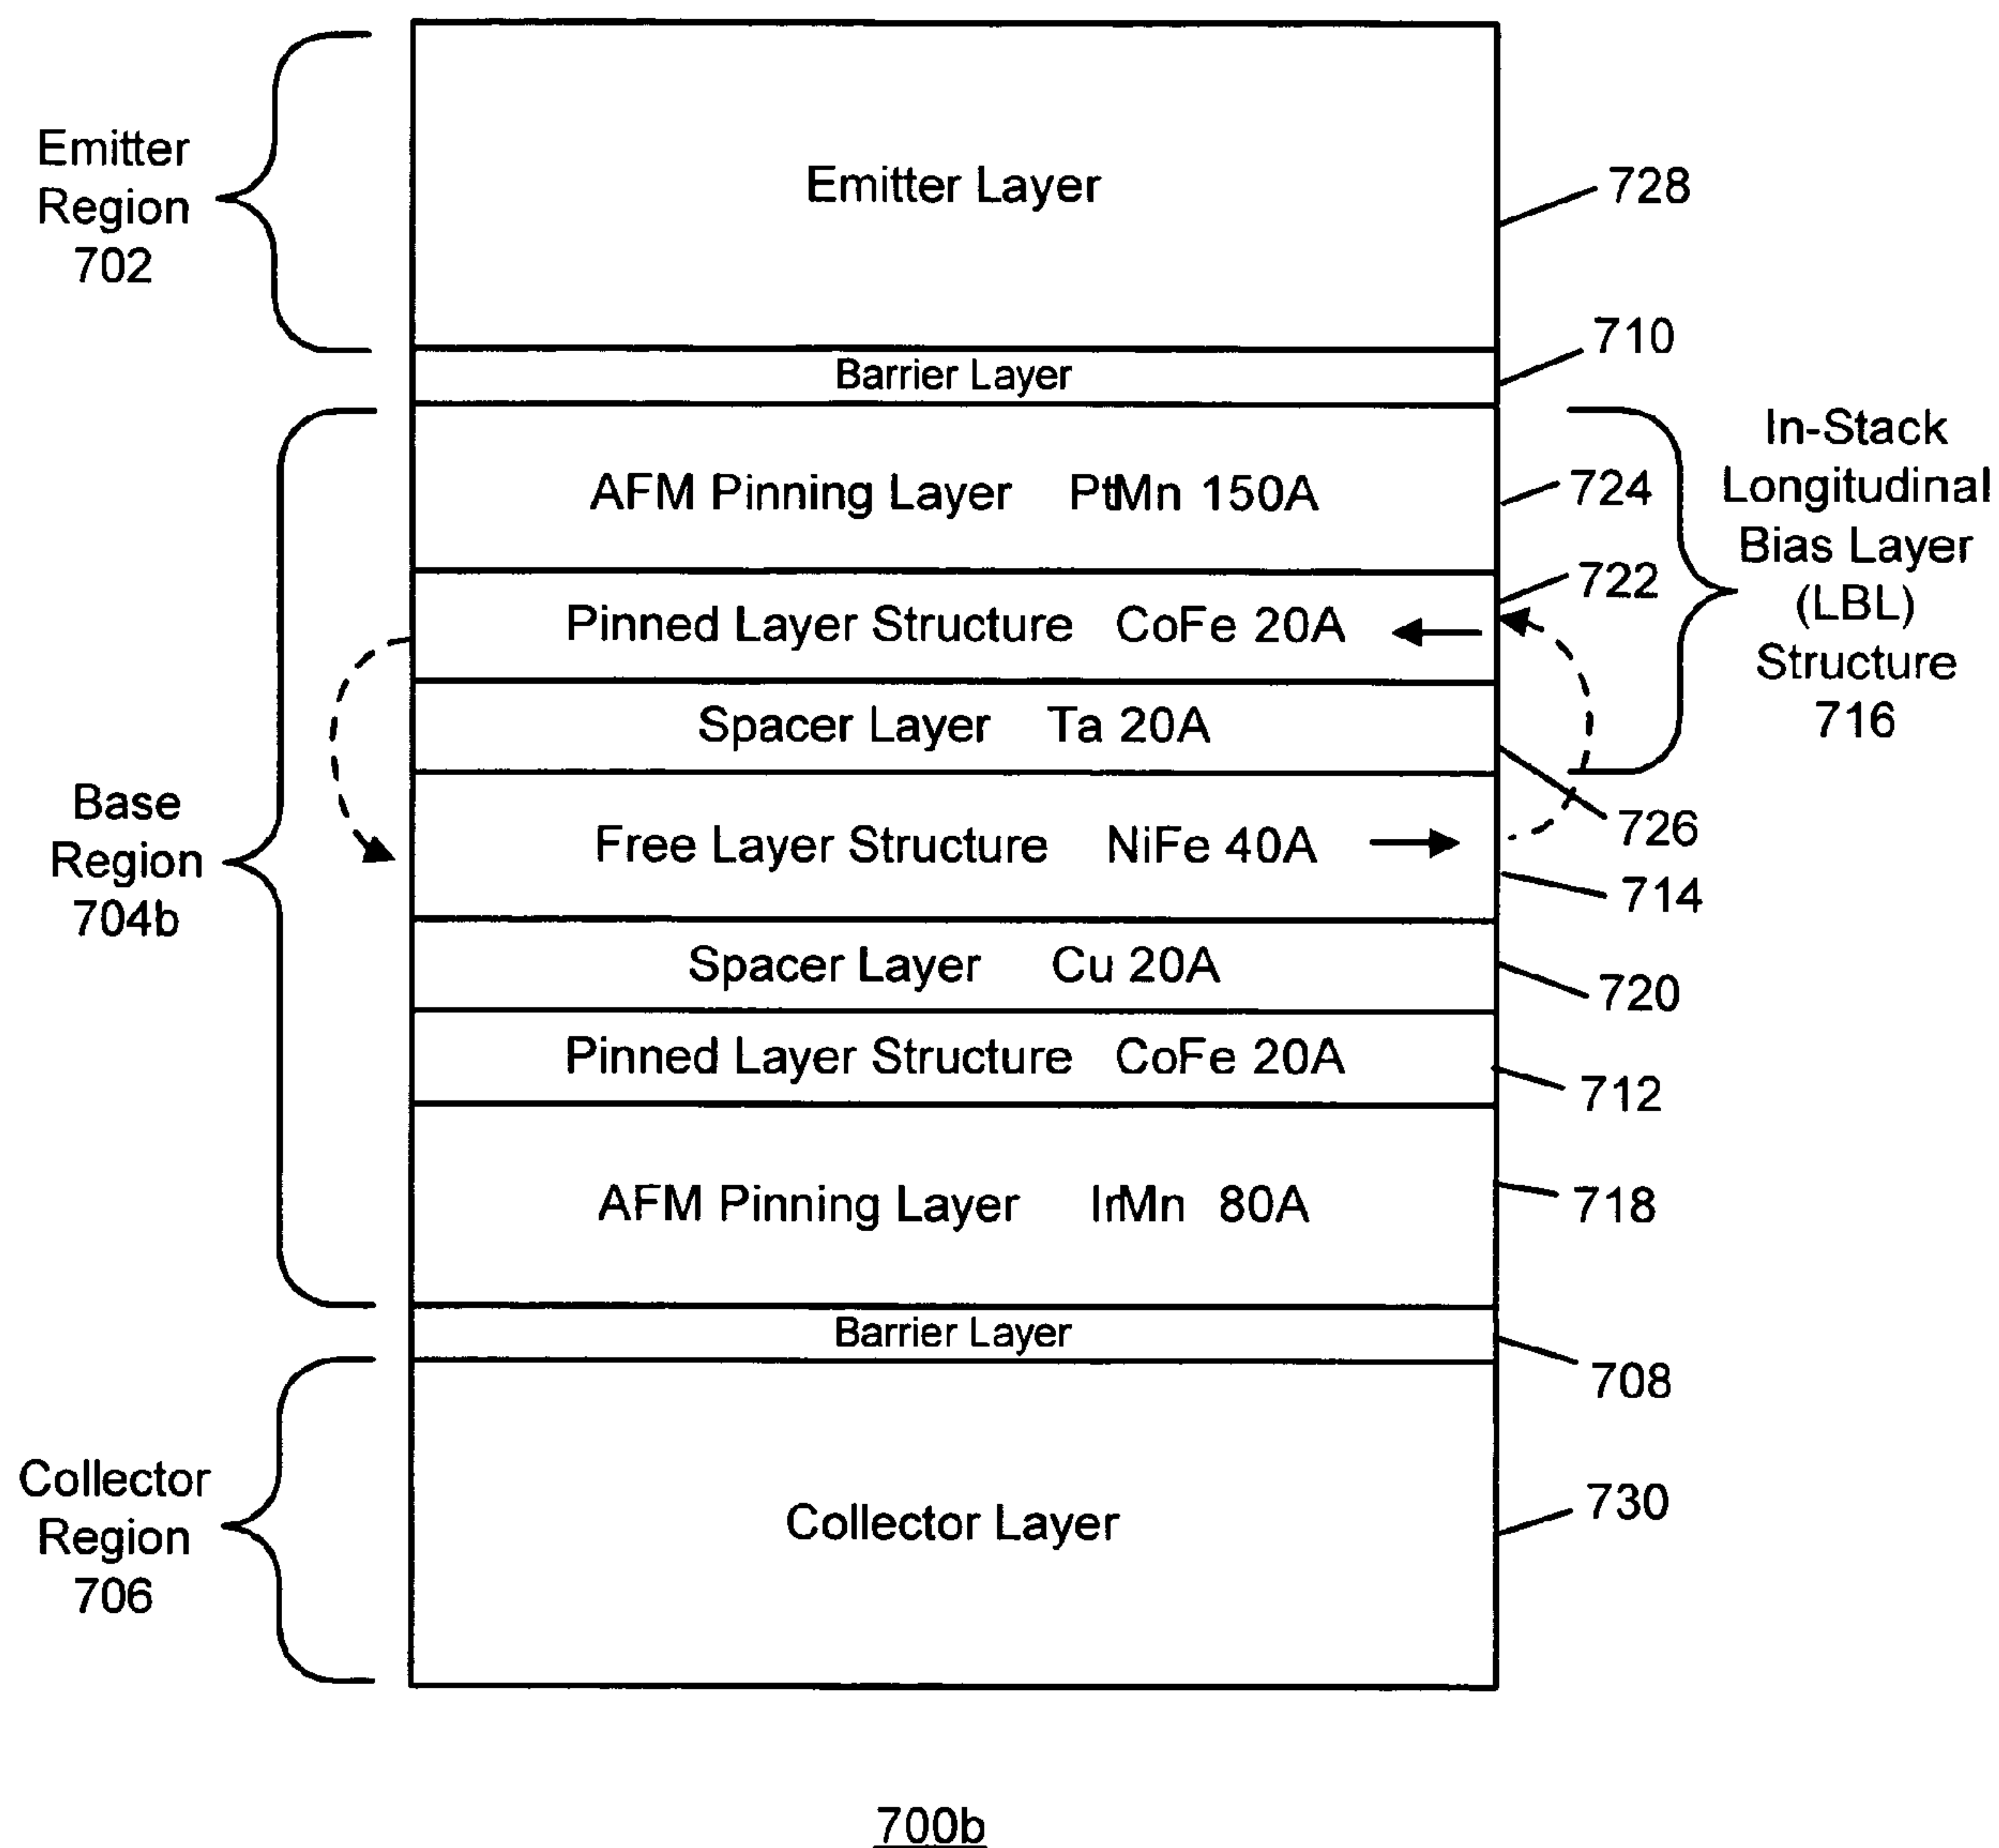 Emitter
Region
702
Emitter Layer
728
Barrier Layer
710
AFM Pinning Layer PtMn 150A
724
In-Stack
Longitudinal
Bias Layer
(LBL)
Structure
716
Pinned Layer Structure CoFe 20A
722
Spacer Layer Ta 20A
726
Base
Region
704b
Free Layer Structure NiFe 40A
714
Spacer Layer Cu 20A
720
Pinned Layer Structure CoFe 20A
712
AFM Pinning Layer IrMn 80A
718
Barrier Layer
708
Collector
Region
706
Collector Layer
730
700b